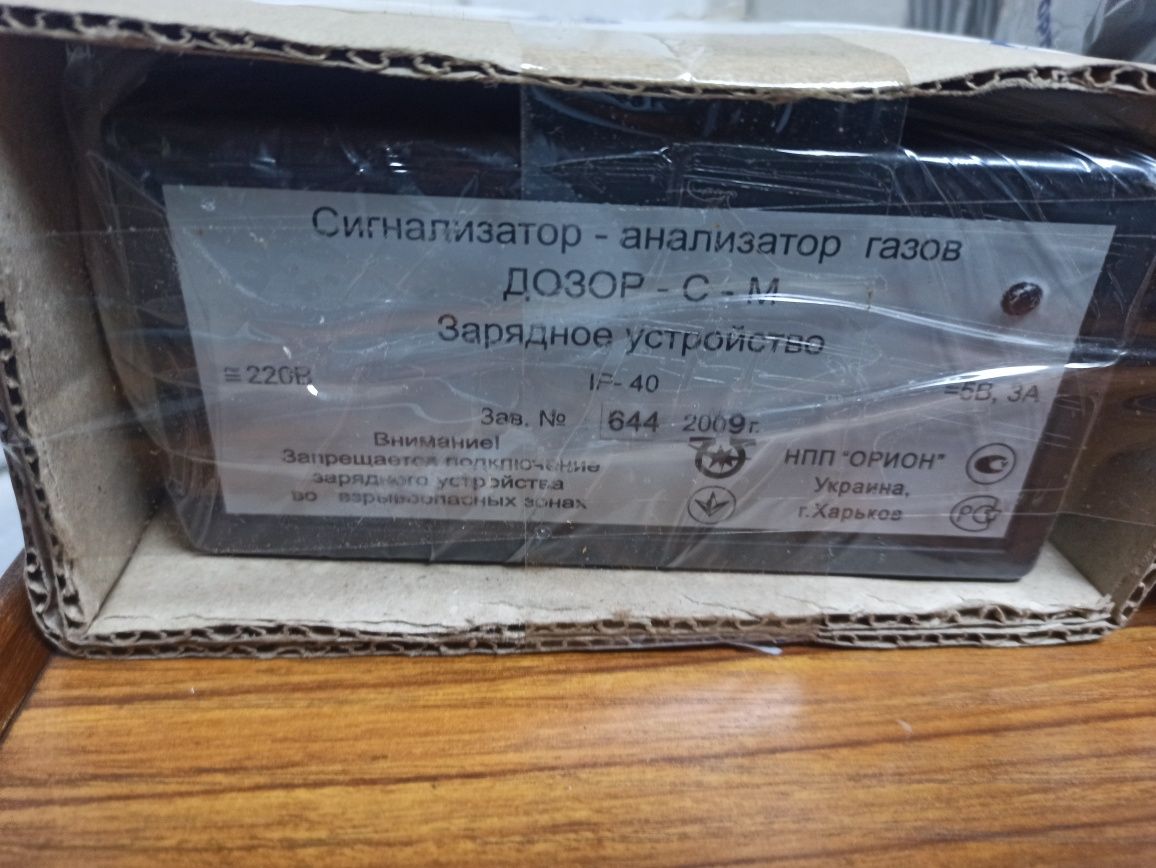 Сигнализатор - анализатор газов
ДОЗОР - С - М
Зарядное устройство
≅220В IP-40 =5В, 3А
Зав. № 644 2009г.
Внимание!
Запрещается подключение
зарядного устройства
во взрывоопасных зонах
НПП "ОРИОН"
Украина,
г.Харьков
РСТ